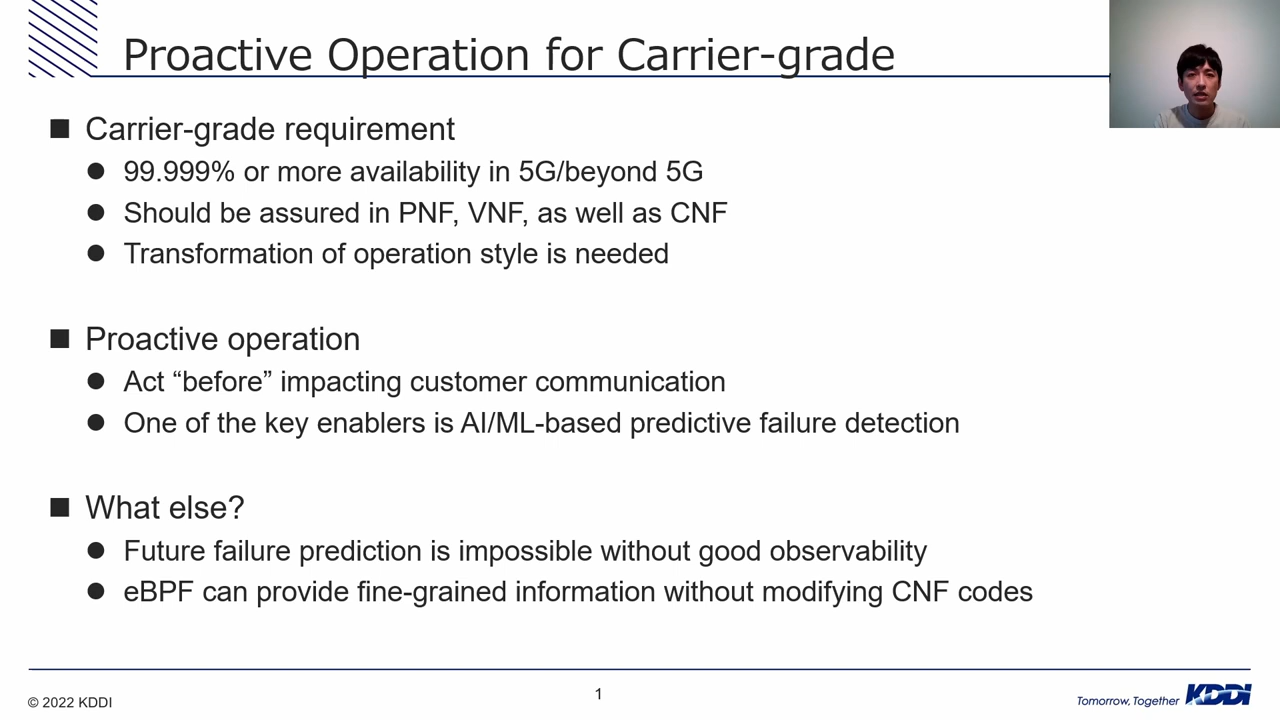 Proactive Operation for Carrier-grade
■ Carrier-grade requirement
● 99.999% or more availability in 5G/beyond 5G
● Should be assured in PNF, VNF, as well as CNF
● Transformation of operation style is needed
■ Proactive operation
● Act “before” impacting customer communication
● One of the key enablers is AI/ML-based predictive failure detection
■ What else?
● Future failure prediction is impossible without good observability
● eBPF can provide fine-grained information without modifying CNF codes
© 2022 KDDI
1
Tomorrow, Together KDDI